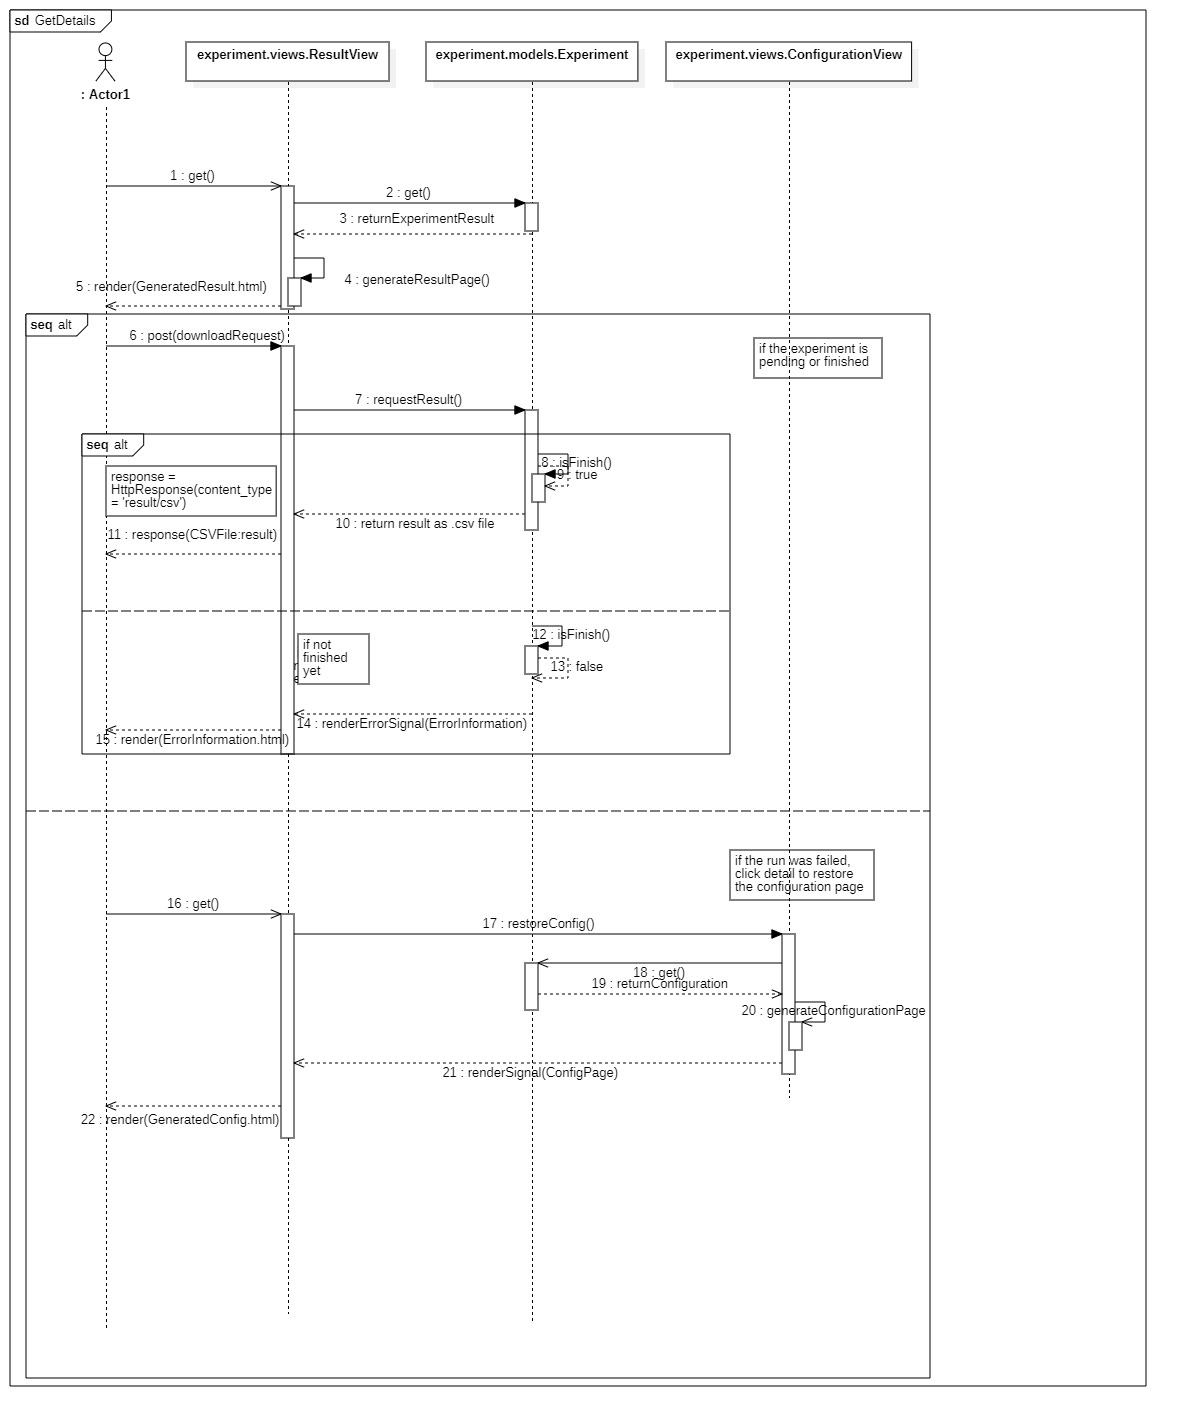 sd GetDetails
experiment.views.ResultView
experiment.models.Experiment
experiment.views.ConfigurationView
: Actor1
1 : get()
2 : get()
3 : returnExperimentResult
4 : generateResultPage()
5 : render(GeneratedResult.html)
seq alt
6 : post(downloadRequest)
if the experiment is
pending or finished
7 : requestResult()
seq alt
8 : isFinish()
9 : true
response =
HttpResponse(content_type
= 'result/csv')
10 : return result as .csv file
11 : response(CSVFile:result)
12 : isFinish()
if not
finished
yet
13 : false
14 : renderErrorSignal(ErrorInformation)
15 : render(ErrorInformation.html)
if the run was failed,
click detail to restore
the configuration page
16 : get()
17 : restoreConfig()
18 : get()
19 : returnConfiguration
20 : generateConfigurationPage
21 : renderSignal(ConfigPage)
22 : render(GeneratedConfig.html)